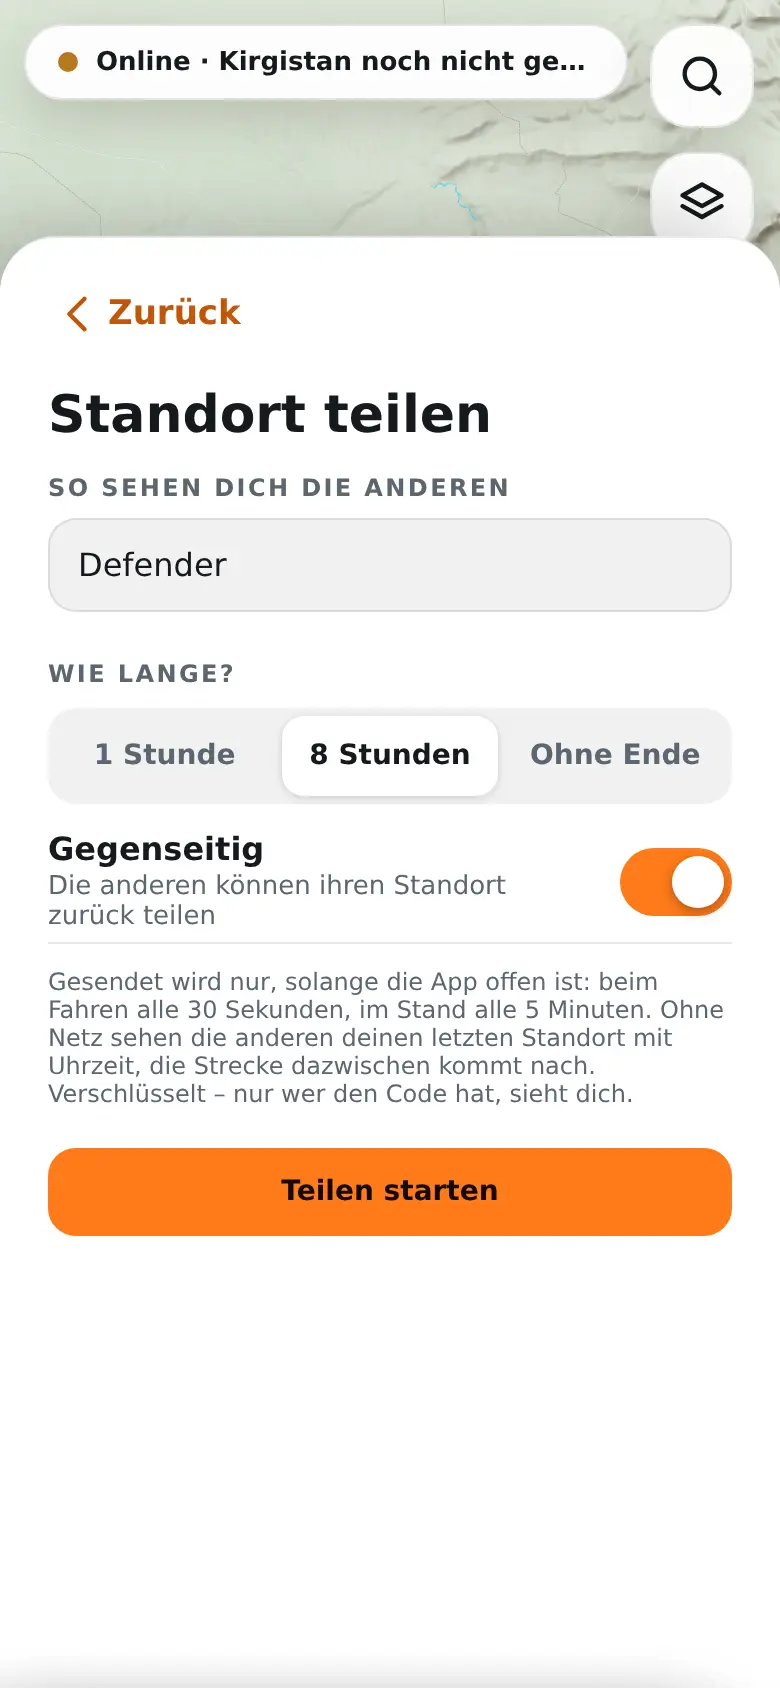 Online · Kirgistan noch nicht ge…
Zurück
Standort teilen
SO SEHEN DICH DIE ANDEREN
Defender
WIE LANGE?
1 Stunde
8 Stunden
Ohne Ende
Gegenseitig
Die anderen können ihren Standort
zurück teilen
Gesendet wird nur, solange die App offen ist: beim
Fahren alle 30 Sekunden, im Stand alle 5 Minuten. Ohne
Netz sehen die anderen deinen letzten Standort mit
Uhrzeit, die Strecke dazwischen kommt nach.
Verschlüsselt – nur wer den Code hat, sieht dich.
Teilen starten